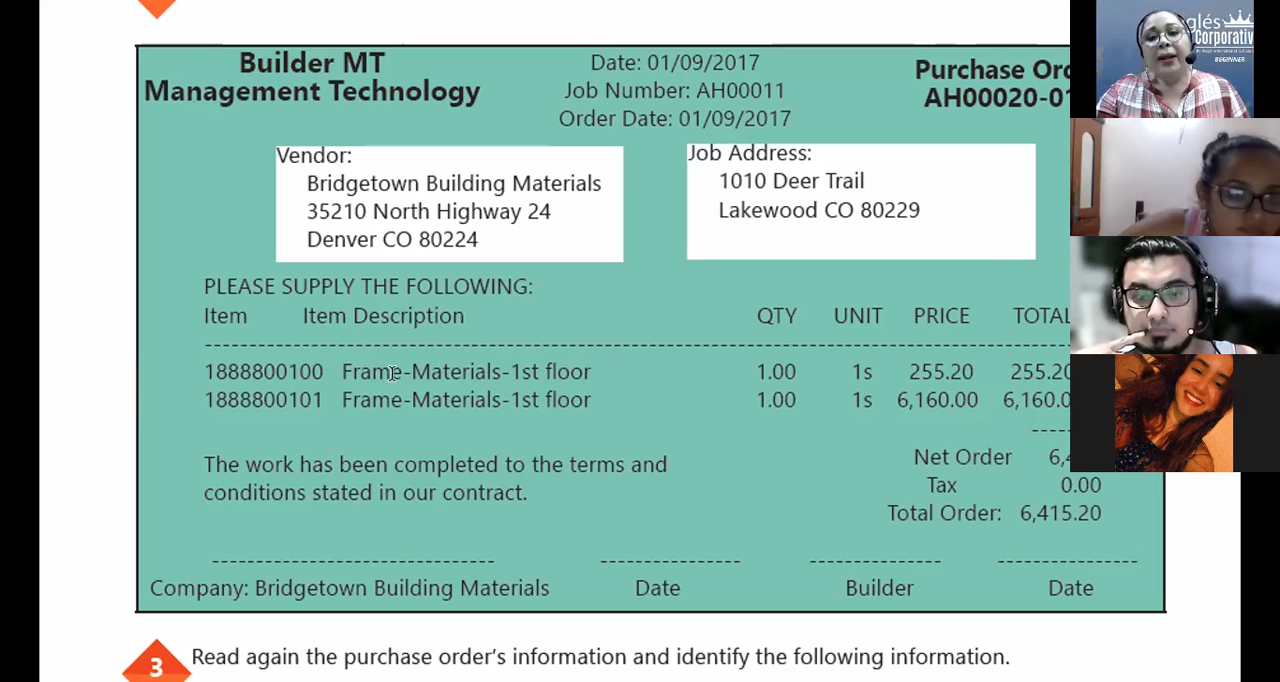 Builder MT
Management Technology
Date: 01/09/2017
Job Number: AH00011
Order Date: 01/09/2017
Purchase
AH00020-01
Vendor:
Bridgetown Building Materials
35210 North Highway 24
Denver CO 80224
Job Address:
1010 Deer Trail
Lakewood CO 80229
PLEASE SUPPLY THE FOLLOWING:
Item Item Description QTY UNIT PRICE TOTAL
1888800100 Frame-Materials-1st floor 1.00 1s 255.20 255.20
1888800101 Frame-Materials-1st floor 1.00 1s 6,160.00 6,160.0
The work has been completed to the terms and
conditions stated in our contract.
Net Order 6,4
Tax 0.00
Total Order: 6,415.20
Company: Bridgetown Building Materials Date Builder Date
3 Read again the purchase order's information and identify the following information.
glés
Corporativ
BEGINNER